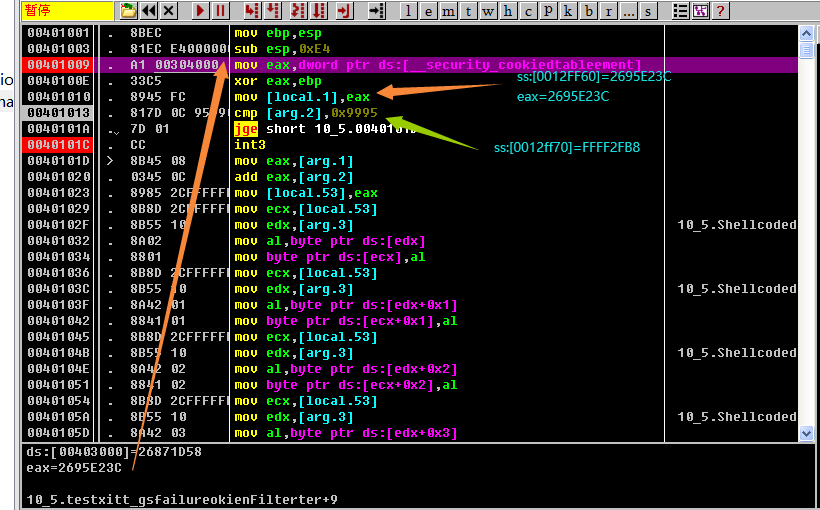 暂停
l e m t w h c p k b z r ... s
00401001 . 8BEC mov ebp,esp
00401003 . 81EC E4000000 sub esp,0xE4
00401009 . A1 00304000 mov eax,dword ptr ds:[__security_cookiedtableement]
0040100E . 33C5 xor eax,ebp
00401010 . 8945 FC mov [local.1],eax
00401013 . 817D 0C 95 cmp [arg.2],0x9995
0040101A . 7D 01 jge short 10_5.0040101D
0040101C . CC int3
0040101D > 8B45 08 mov eax,[arg.1]
00401020 . 0345 0C add eax,[arg.2]
00401023 . 8985 2CFFFFFF mov [local.53],eax
00401029 . 8B8D 2CFFFFFF mov ecx,[local.53]
0040102F . 8B55 10 mov edx,[arg.3] 10_5.Shellcoded
00401032 . 8A02 mov al,byte ptr ds:[edx]
00401034 . 8801 mov byte ptr ds:[ecx],al
00401036 . 8B8D 2CFFFFFF mov ecx,[local.53]
0040103C . 8B55 10 mov edx,[arg.3] 10_5.Shellcoded
0040103F . 8A42 01 mov al,byte ptr ds:[edx+0x1]
00401042 . 8841 01 mov byte ptr ds:[ecx+0x1],al
00401045 . 8B8D 2CFFFFFF mov ecx,[local.53]
0040104B . 8B55 10 mov edx,[arg.3] 10_5.Shellcoded
0040104E . 8A42 02 mov al,byte ptr ds:[edx+0x2]
00401051 . 8841 02 mov byte ptr ds:[ecx+0x2],al
00401054 . 8B8D 2CFFFFFF mov ecx,[local.53]
0040105A . 8B55 10 mov edx,[arg.3] 10_5.Shellcoded
0040105D . 8A42 03 mov al,byte ptr ds:[edx+0x3]
ss:[0012FF60]=2695E23C
eax=2695E23C
ss:[0012ff70]=FFFF2FB8
ds:[00403000]=26871D58
eax=2695E23C
10_5.testxitt_gsfailureokienFilterter+9